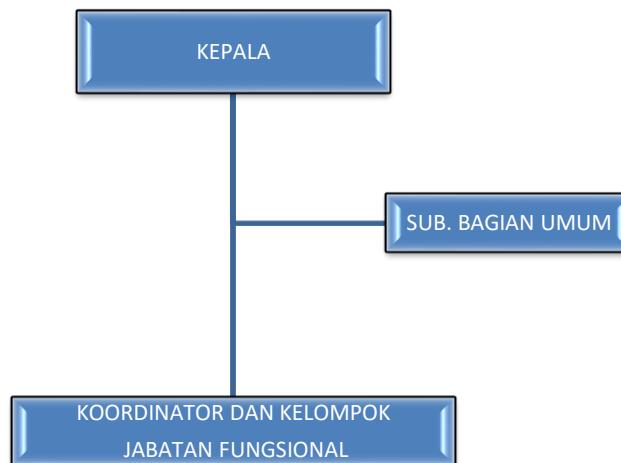 KEPALA
SUB. BAGIAN UMUM
KOORDINATOR DAN KELOMPOK
JABATAN FUNGSIONAL